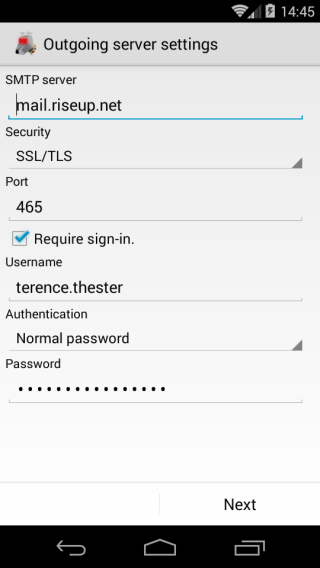 14:45
Outgoing server settings
SMTP server
mail.riseup.net
Security
SSL/TLS
Port
465
Require sign-in.
Username
terence.thester
Authentication
Normal password
Password
••••••••••••••••
Next